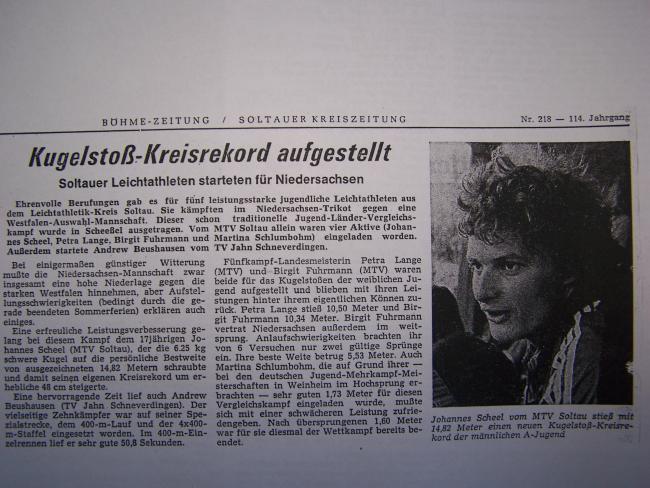 BÖHME-ZEITUNG / SOLTAUER KREISZEITUNG
Nr. 218 — 114. Jahrgang
Kugelstoß-Kreisrekord aufgestellt
Soltauer Leichtathleten starteten für Niedersachsen
Ehrenvolle Berufungen gab es für fünf leistungsstarke jugendliche Leichtathleten aus
dem Leichtathletik-Kreis Soltau. Sie kämpften im Niedersachsen-Trikot gegen eine
Westfalen-Auswahl-Mannschaft. Dieser schon traditionelle Jugend-Länder-Vergleichs-
kampf wurde in Scheeßel ausgetragen. Vom MTV Soltau allein waren vier Aktive (Johan-
nes Scheel, Petra Lange, Birgit Fuhrmann und Martina Schlumbohm) eingeladen worden.
Außerdem startete Andrew Beushausen vom TV Jahn Schneverdingen.
Bei einigermaßen günstiger Witterung
mußte die Niedersachsen-Mannschaft zwar
insgesamt eine hohe Niederlage gegen die
starken Westfalen hinnehmen, aber Aufstel-
lungsschwierigkeiten (bedingt durch die ge-
rade beendeten Sommerferien) erklären auch
einiges.
Eine erfreuliche Leistungsverbesserung ge-
lang bei diesem Kampf dem 17jährigen Jo-
hannes Scheel (MTV Soltau), der die 6.25 kg
schwere Kugel auf die persönliche Bestweite
von ausgezeichneten 14,82 Metern schraubte
und damit seinen eigenen Kreisrekord um er-
hebliche 48 cm steigerte.
Eine hervorragende Zeit lief auch Andrew
Beushausen (TV Jahn Schneverdingen). Der
vielseitige Zehnkämpfer war auf seiner Spe-
zialstrecke, dem 400-m-Lauf und der 4x400-
m-Staffel eingesetzt worden. Im 400-m-Ein-
zelrennen lief er sehr gute 50,8 Sekunden.
Fünfkampf-Landesmeisterin Petra Lange
(MTV) und Birgit Fuhrmann (MTV) waren
beide für das Kugelstoßen der weiblichen Ju-
gend aufgestellt und blieben mit ihren Lei-
stungen hinter ihrem eigentlichen Können zu-
rück. Petra Lange stieß 10,50 Meter und Bir-
git Fuhrmann 10,34 Meter. Birgit Fuhrmann
vertrat Niedersachsen außerdem im weit-
sprung. Anlaufschwierigkeiten brachten ihr
von 6 Versuchen nur zwei gültige Sprünge
ein. Ihre beste Weite betrug 5,53 Meter. Auch
Martina Schlumbohm, die auf Grund ihrer —
bei den deutschen Jugend-Mehrkampf-Mei-
sterschaften in Weinheim im Hochsprung er-
brachten — sehr guten 1,73 Meter für diesen
Vergleichskampf eingeladen wurde, mußte
sich mit einer schwächeren Leistung zufrie-
dengeben. Nach übersprungenen 1,60 Meter
war für sie diesmal der Wettkampf bereits be-
endet.
Johannes Scheel vom MTV Soltau stieß mit
14,82 Meter einen neuen Kugelstoß-Kreisre-
kord der männlichen A-Jugend